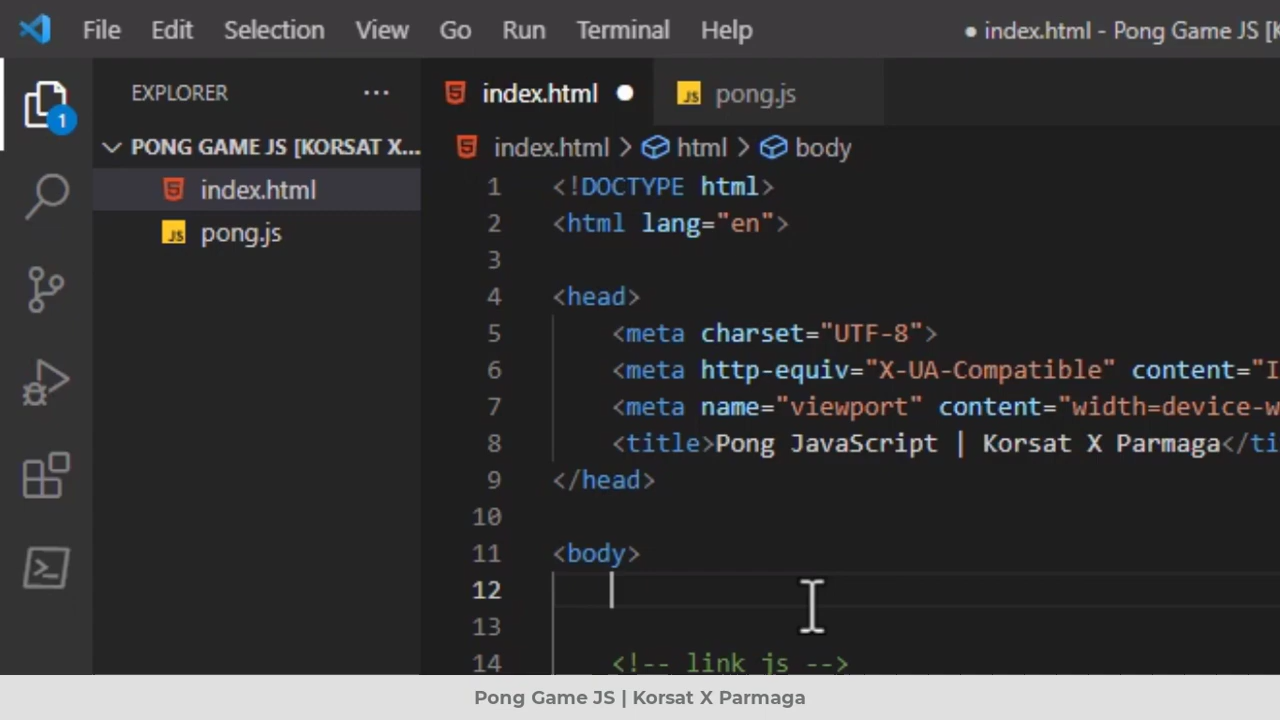 File Edit Selection View Go Run Terminal Help ● index.html - Pong Game JS [K
EXPLORER ...
index.html ● pong.js
1
PONG GAME JS [KORSAT X...
index.html > html > body
index.html
pong.js
1 <!DOCTYPE html>
2 <html lang="en">
3
4 <head>
5 <meta charset="UTF-8">
6 <meta http-equiv="X-UA-Compatible" content="I
7 <meta name="viewport" content="width=device-w
8 <title>Pong JavaScript | Korsat X Parmaga</ti
9 </head>
10
11 <body>
12
13
14 <!-- link js -->
Pong Game JS | Korsat X Parmaga